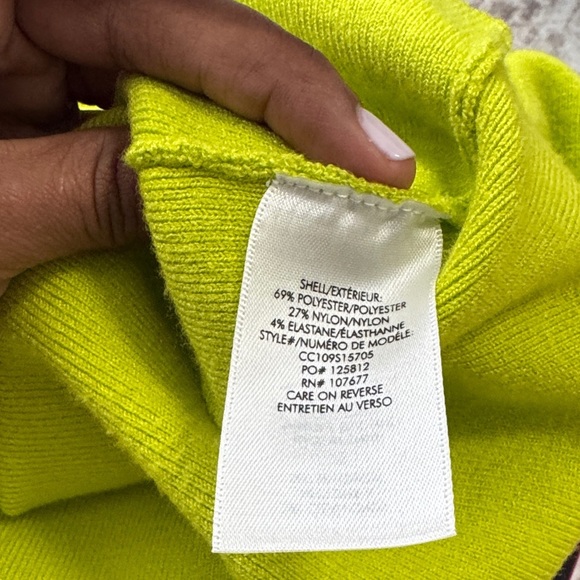 SHELL/EXTÉRIEUR:
69% POLYESTER/POLYESTER
27% NYLON/NYLON
4% ELASTANE/ÉLASTHANNE
STYLE#/NUMÉRO DE MODÈLE:
CC109S15705
PO# 125812
RN# 107677
CARE ON REVERSE
ENTRETIEN AU VERSO